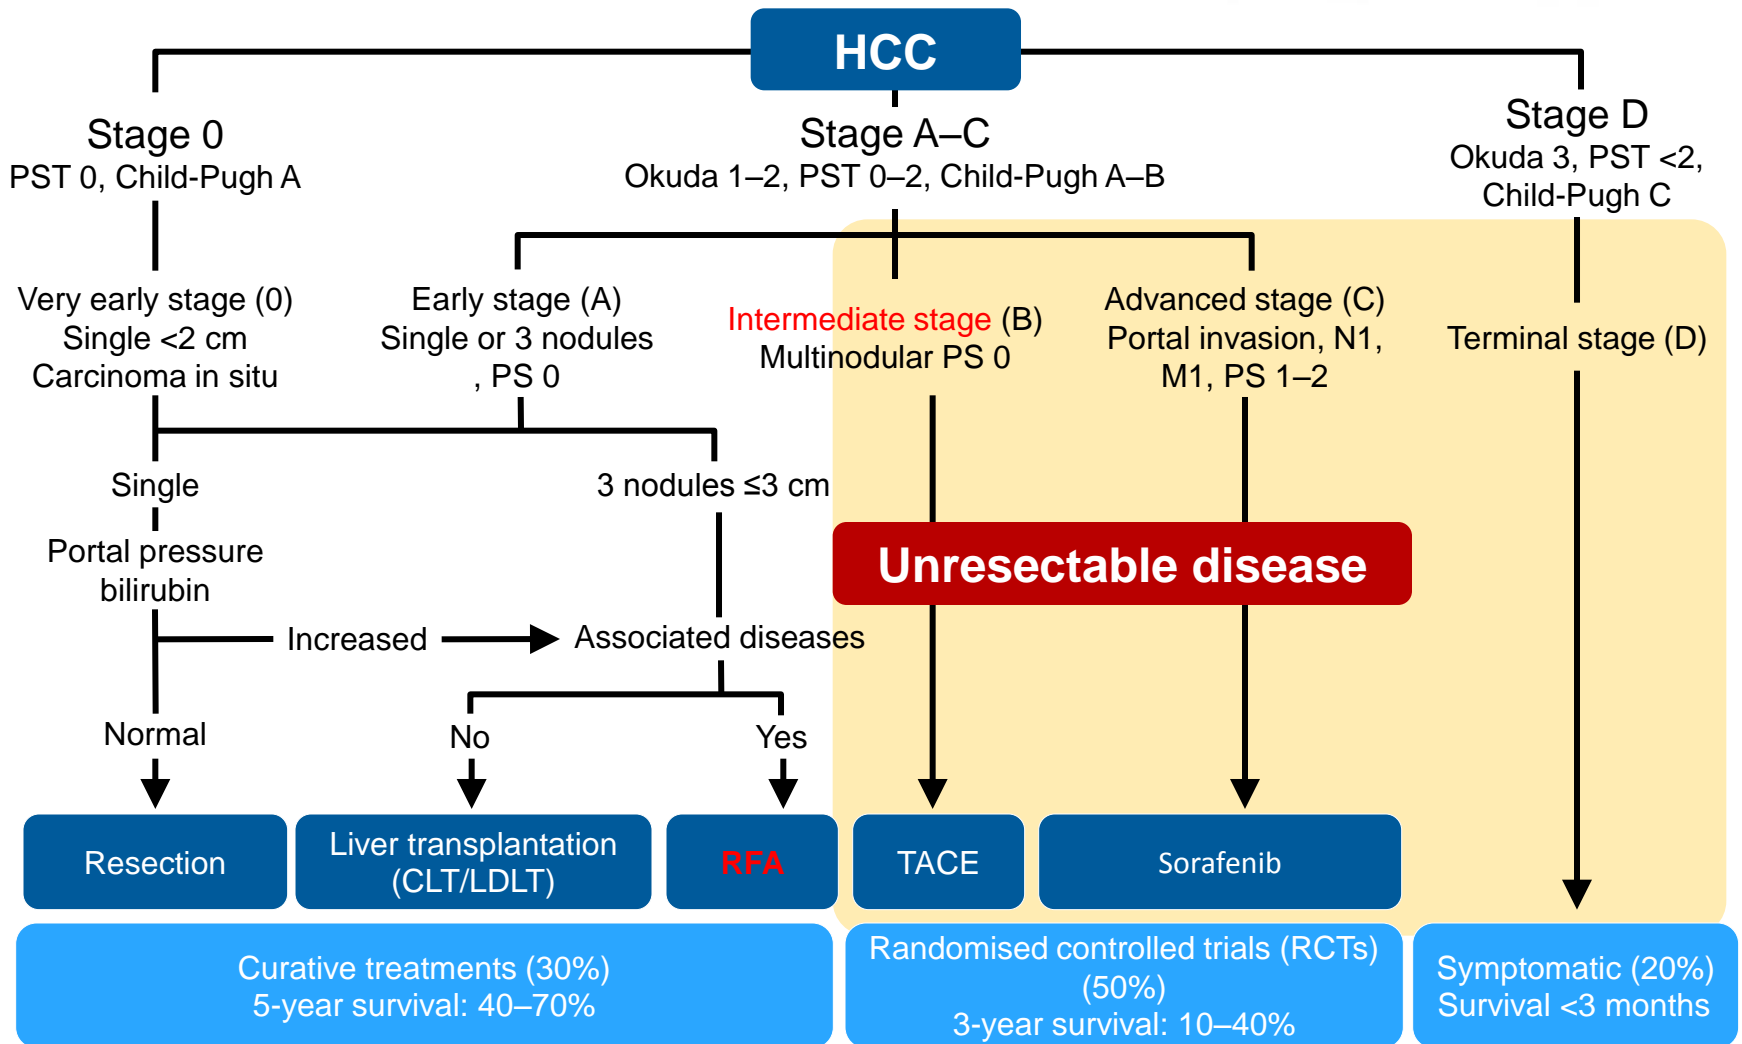 HCC
Stage 0
PST 0, Child-Pugh A
Stage A–C
Okuda 1–2, PST 0–2, Child-Pugh A–B
Stage D
Okuda 3, PST <2,
Child-Pugh C
Very early stage (0)
Single <2 cm
Carcinoma in situ
Early stage (A)
Single or 3 nodules
, PS 0
Intermediate stage (B)
Multinodular PS 0
Advanced stage (C)
Portal invasion, N1,
M1, PS 1–2
Terminal stage (D)
Single
3 nodules ≤3 cm
Portal pressure
bilirubin
Unresectable disease
Increased
Associated diseases
Normal
No
Yes
Resection
Liver transplantation
(CLT/LDLT)
RFA
TACE
Sorafenib
Curative treatments (30%)
5-year survival: 40–70%
Randomised controlled trials (RCTs)
(50%)
3-year survival: 10–40%
Symptomatic (20%)
Survival <3 months